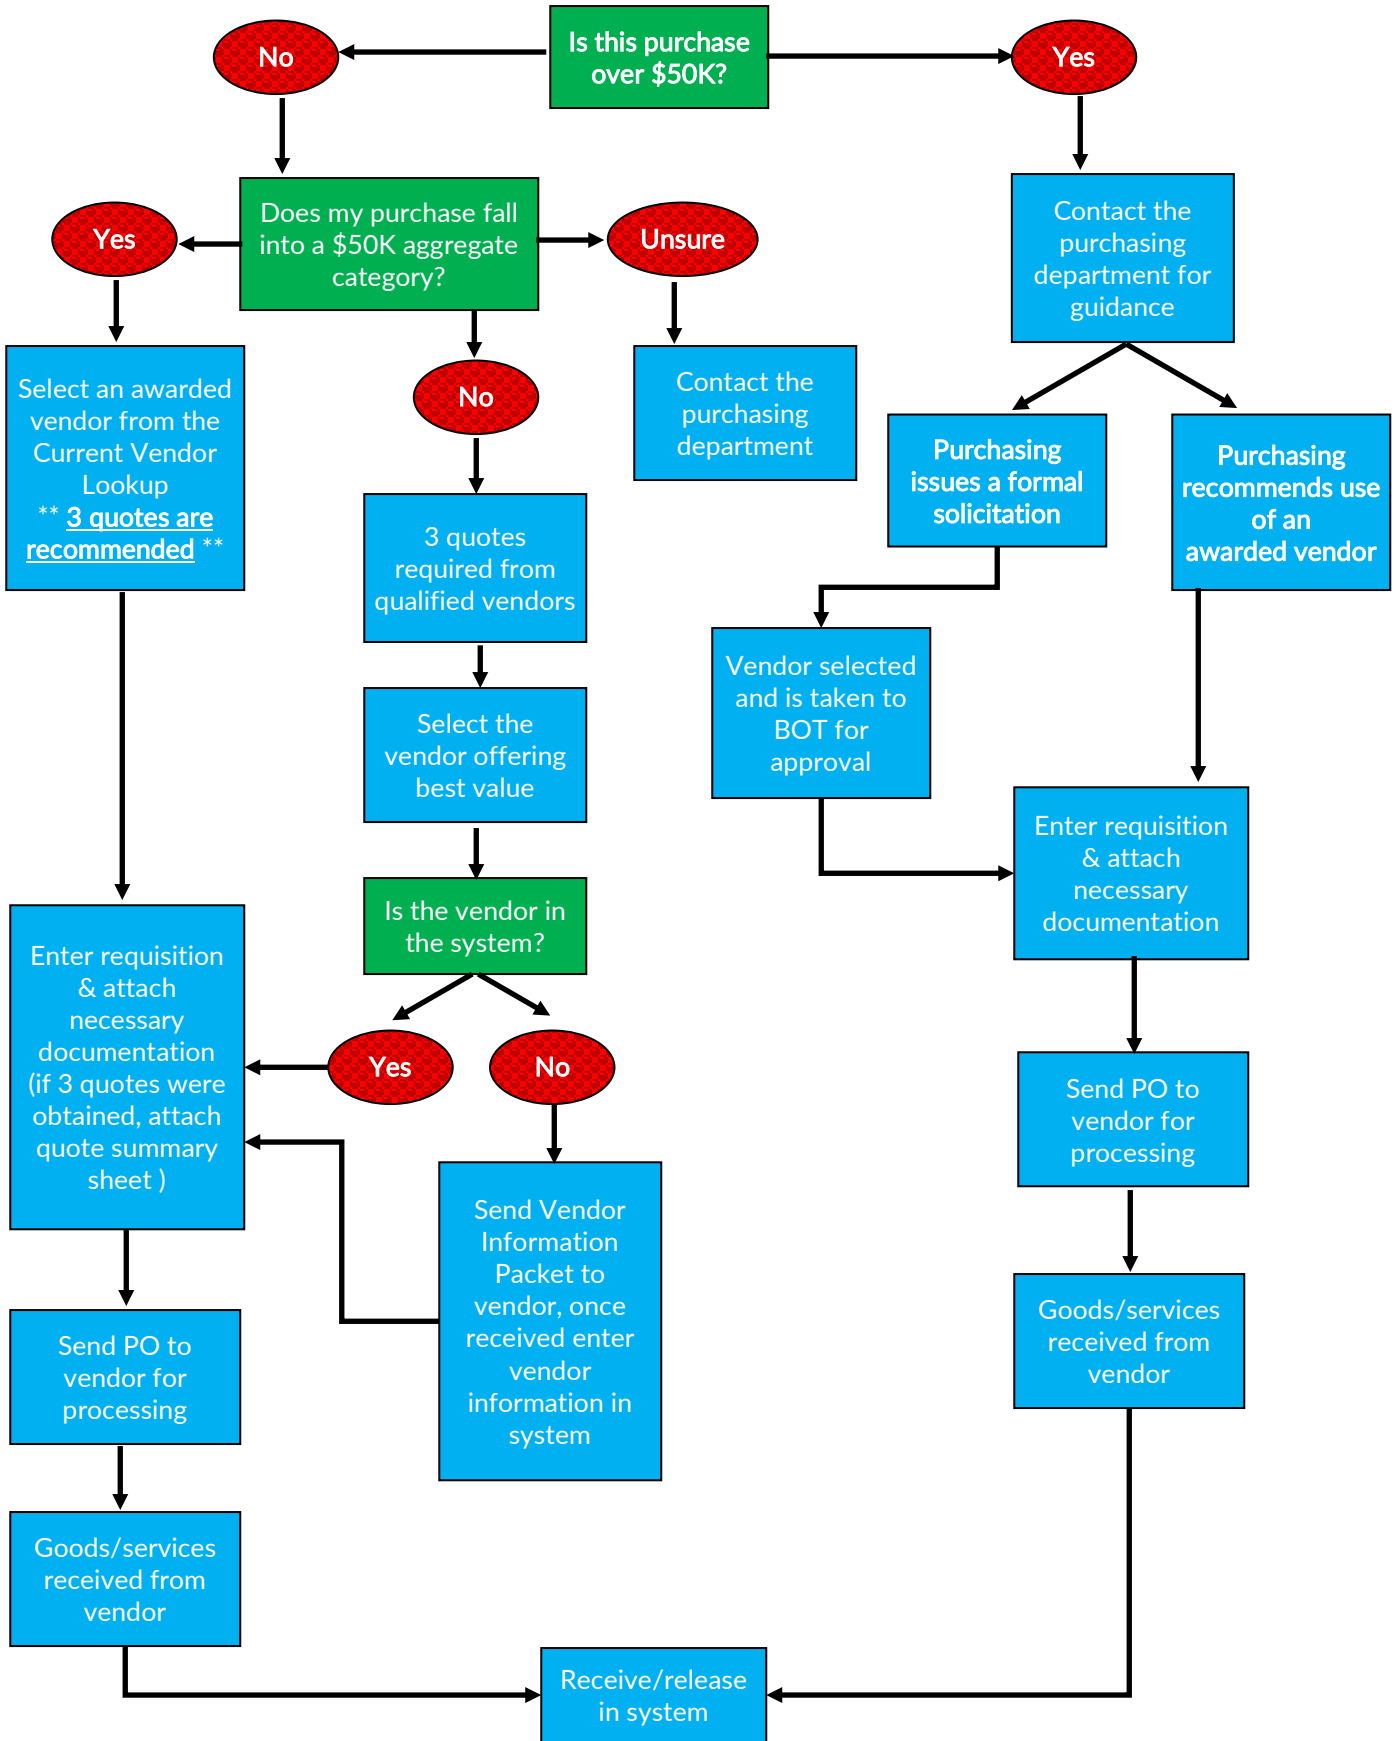 Is this purchase
over $50K?
No
Yes
Does my purchase fall
into a $50K aggregate
category?
Yes
Unsure
Contact the
purchasing
department for
guidance
Select an awarded
vendor from the
Current Vendor
Lookup
** 3 quotes are
recommended **
No
Contact the
purchasing
department
Purchasing
issues a formal
solicitation
Purchasing
recommends use
of an
awarded vendor
3 quotes
required from
qualified vendors
Vendor selected
and is taken to
BOT for
approval
Select the
vendor offering
best value
Enter requisition
& attach
necessary
documentation
Is the vendor in
the system?
Enter requisition
& attach
necessary
documentation
(if 3 quotes were
obtained, attach
quote summary
sheet )
Yes
No
Send PO to
vendor for
processing
Send Vendor
Information
Packet to
vendor, once
received enter
vendor
information in
system
Goods/services
received from
vendor
Send PO to
vendor for
processing
Goods/services
received from
vendor
Receive/release
in system